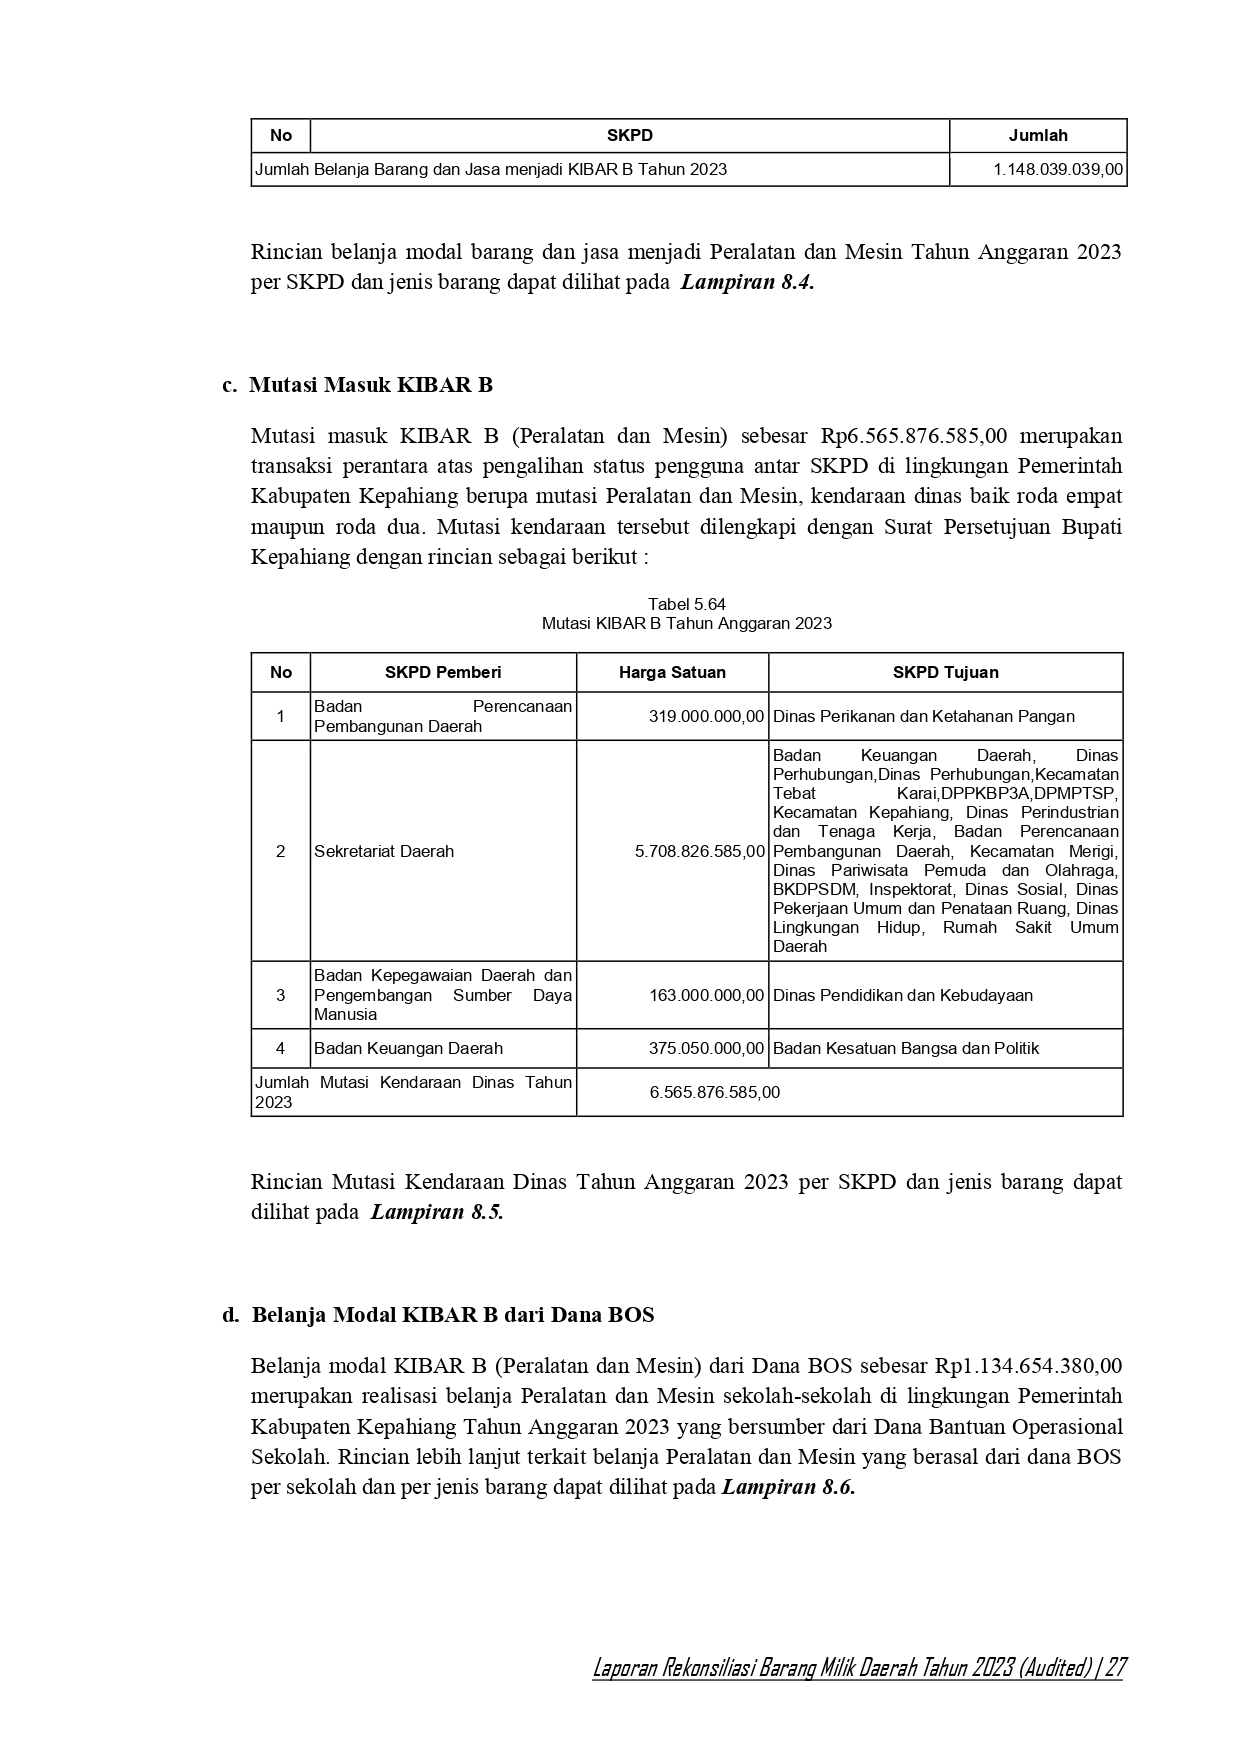 No SKPD Jumlah
Jumlah Belanja Barang dan Jasa menjadi KIBAR B Tahun 2023 1.148.039.039,00
Rincian belanja modal barang dan jasa menjadi Peralatan dan Mesin Tahun Anggaran 2023
per SKPD dan jenis barang dapat dilihat pada Lampiran 8.4.
c. Mutasi Masuk KIBAR B
Mutasi masuk KIBAR B (Peralatan dan Mesin) sebesar Rp6.565.876.585,00 merupakan
transaksi perantara atas pengalihan status pengguna antar SKPD di lingkungan Pemerintah
Kabupaten Kepahiang berupa mutasi Peralatan dan Mesin, kendaraan dinas baik roda empat
maupun roda dua. Mutasi kendaraan tersebut dilengkapi dengan Surat Persetujuan Bupati
Kepahiang dengan rincian sebagai berikut :
Tabel 5.64
Mutasi KIBAR B Tahun Anggaran 2023
No SKPD Pemberi Harga Satuan SKPD Tujuan
1
Badan Perencanaan
Pembangunan Daerah
319.000.000,00
Dinas Perikanan dan Ketahanan Pangan
2
Sekretariat Daerah
5.708.826.585,00
Badan Keuangan Daerah, Dinas
Perhubungan,Dinas Perhubungan,Kecamatan
Tebat Karai,DPPKBP3A,DPMPTSP,
Kecamatan Kepahiang, Dinas Perindustrian
dan Tenaga Kerja, Badan Perencanaan
Pembangunan Daerah, Kecamatan Merigi,
Dinas Pariwisata Pemuda dan Olahraga,
BKDPSDM, Inspektorat, Dinas Sosial, Dinas
Pekerjaan Umum dan Penataan Ruang, Dinas
Lingkungan Hidup, Rumah Sakit Umum
Daerah
3
Badan Kepegawaian Daerah dan
Pengembangan Sumber Daya
Manusia
163.000.000,00
Dinas Pendidikan dan Kebudayaan
4 Badan Keuangan Daerah 375.050.000,00 Badan Kesatuan Bangsa dan Politik
Jumlah Mutasi Kendaraan Dinas Tahun
2023
6.565.876.585,00
Rincian Mutasi Kendaraan Dinas Tahun Anggaran 2023 per SKPD dan jenis barang dapat
dilihat pada Lampiran 8.5.
d. Belanja Modal KIBAR B dari Dana BOS
Belanja modal KIBAR B (Peralatan dan Mesin) dari Dana BOS sebesar Rp1.134.654.380,00
merupakan realisasi belanja Peralatan dan Mesin sekolah-sekolah di lingkungan Pemerintah
Kabupaten Kepahiang Tahun Anggaran 2023 yang bersumber dari Dana Bantuan Operasional
Sekolah. Rincian lebih lanjut terkait belanja Peralatan dan Mesin yang berasal dari dana BOS
per sekolah dan per jenis barang dapat dilihat pada Lampiran 8.6.
Laporan Rekonsiliasi Barang Milik Daerah Tahun 2023 (Audited) | 27